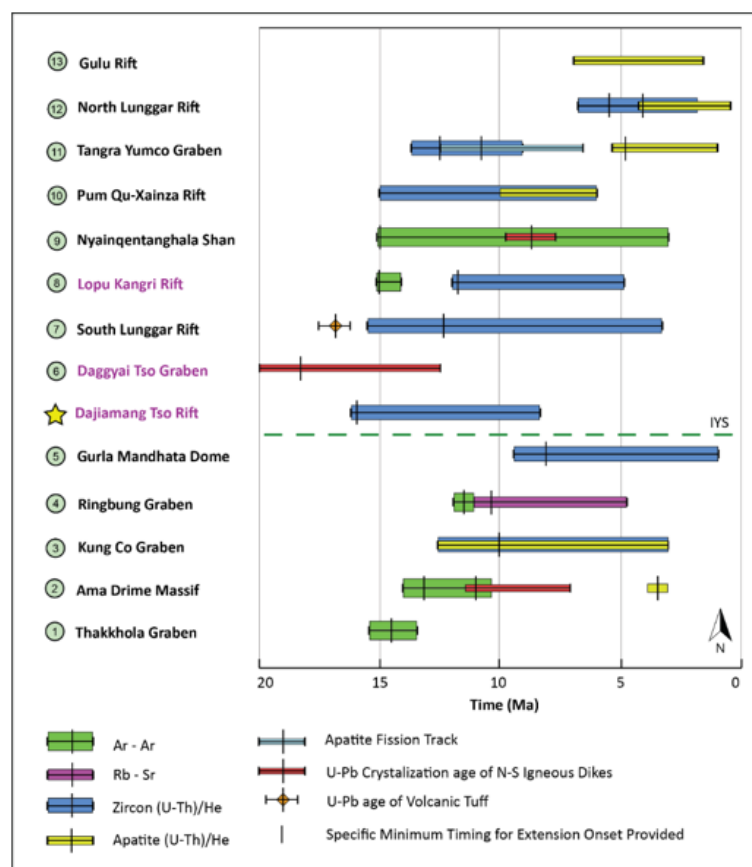 13 Gulu Rift
12 North Lunggar Rift
11 Tangra Yumco Graben
10 Pum Qu-Xainza Rift
9 Nyainqentanghala Shan
8 Lopu Kangri Rift
7 South Lunggar Rift
6 Daggyai Tso Graben
Dajiamang Tso Rift
IYS
5 Gurla Mandhata Dome
4 Ringbung Graben
3 Kung Co Graben
2 Ama Drime Massif
1 Thakkhola Graben
N
20 15 10 5 0
Time (Ma)
Ar - Ar
Rb - Sr
Zircon (U-Th)/He
Apatite (U-Th)/He
Apatite Fission Track
U-Pb Crystalization age of N-S Igneous Dikes
U-Pb age of Volcanic Tuff
Specific Minimum Timing for Extension Onset Provided